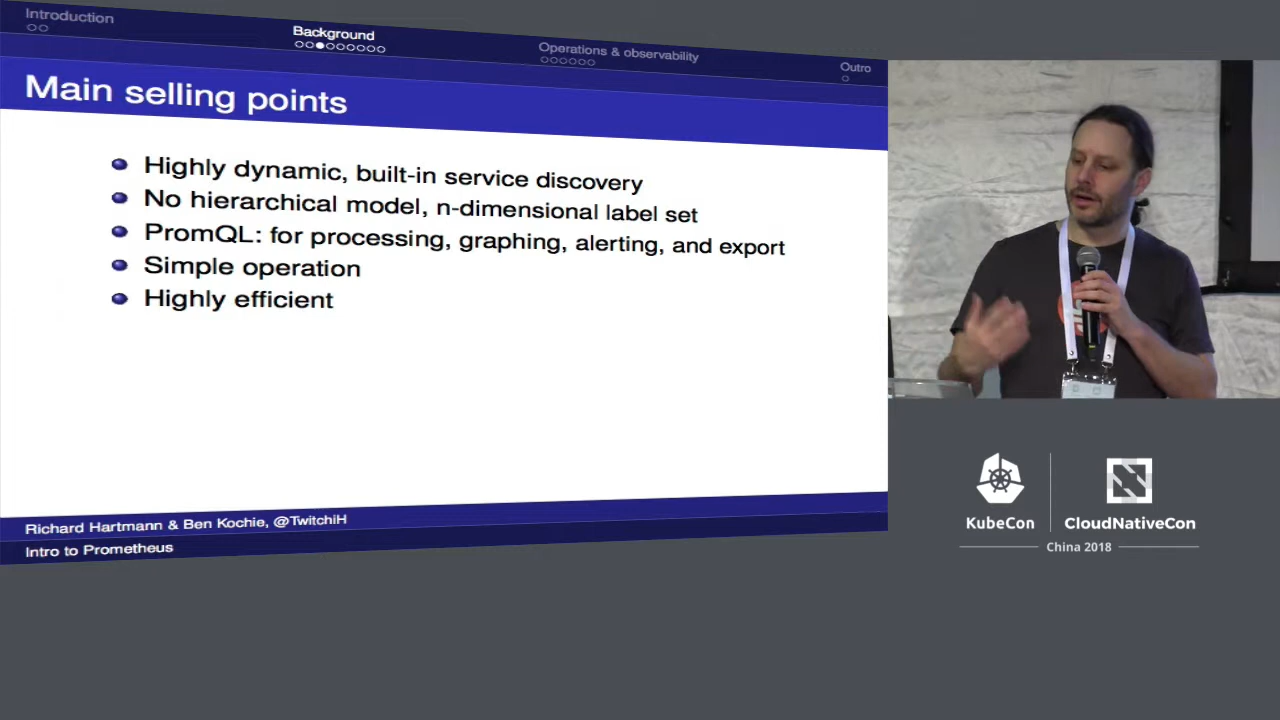 Introduction
Background
Operations & observability
Outro
Main selling points
Highly dynamic, built-in service discovery
No hierarchical model, n-dimensional label set
PromQL: for processing, graphing, alerting, and export
Simple operation
Highly efficient
Richard Hartmann & Ben Kochie, @TwitchiH
Intro to Prometheus
KubeCon
CloudNativeCon
China 2018